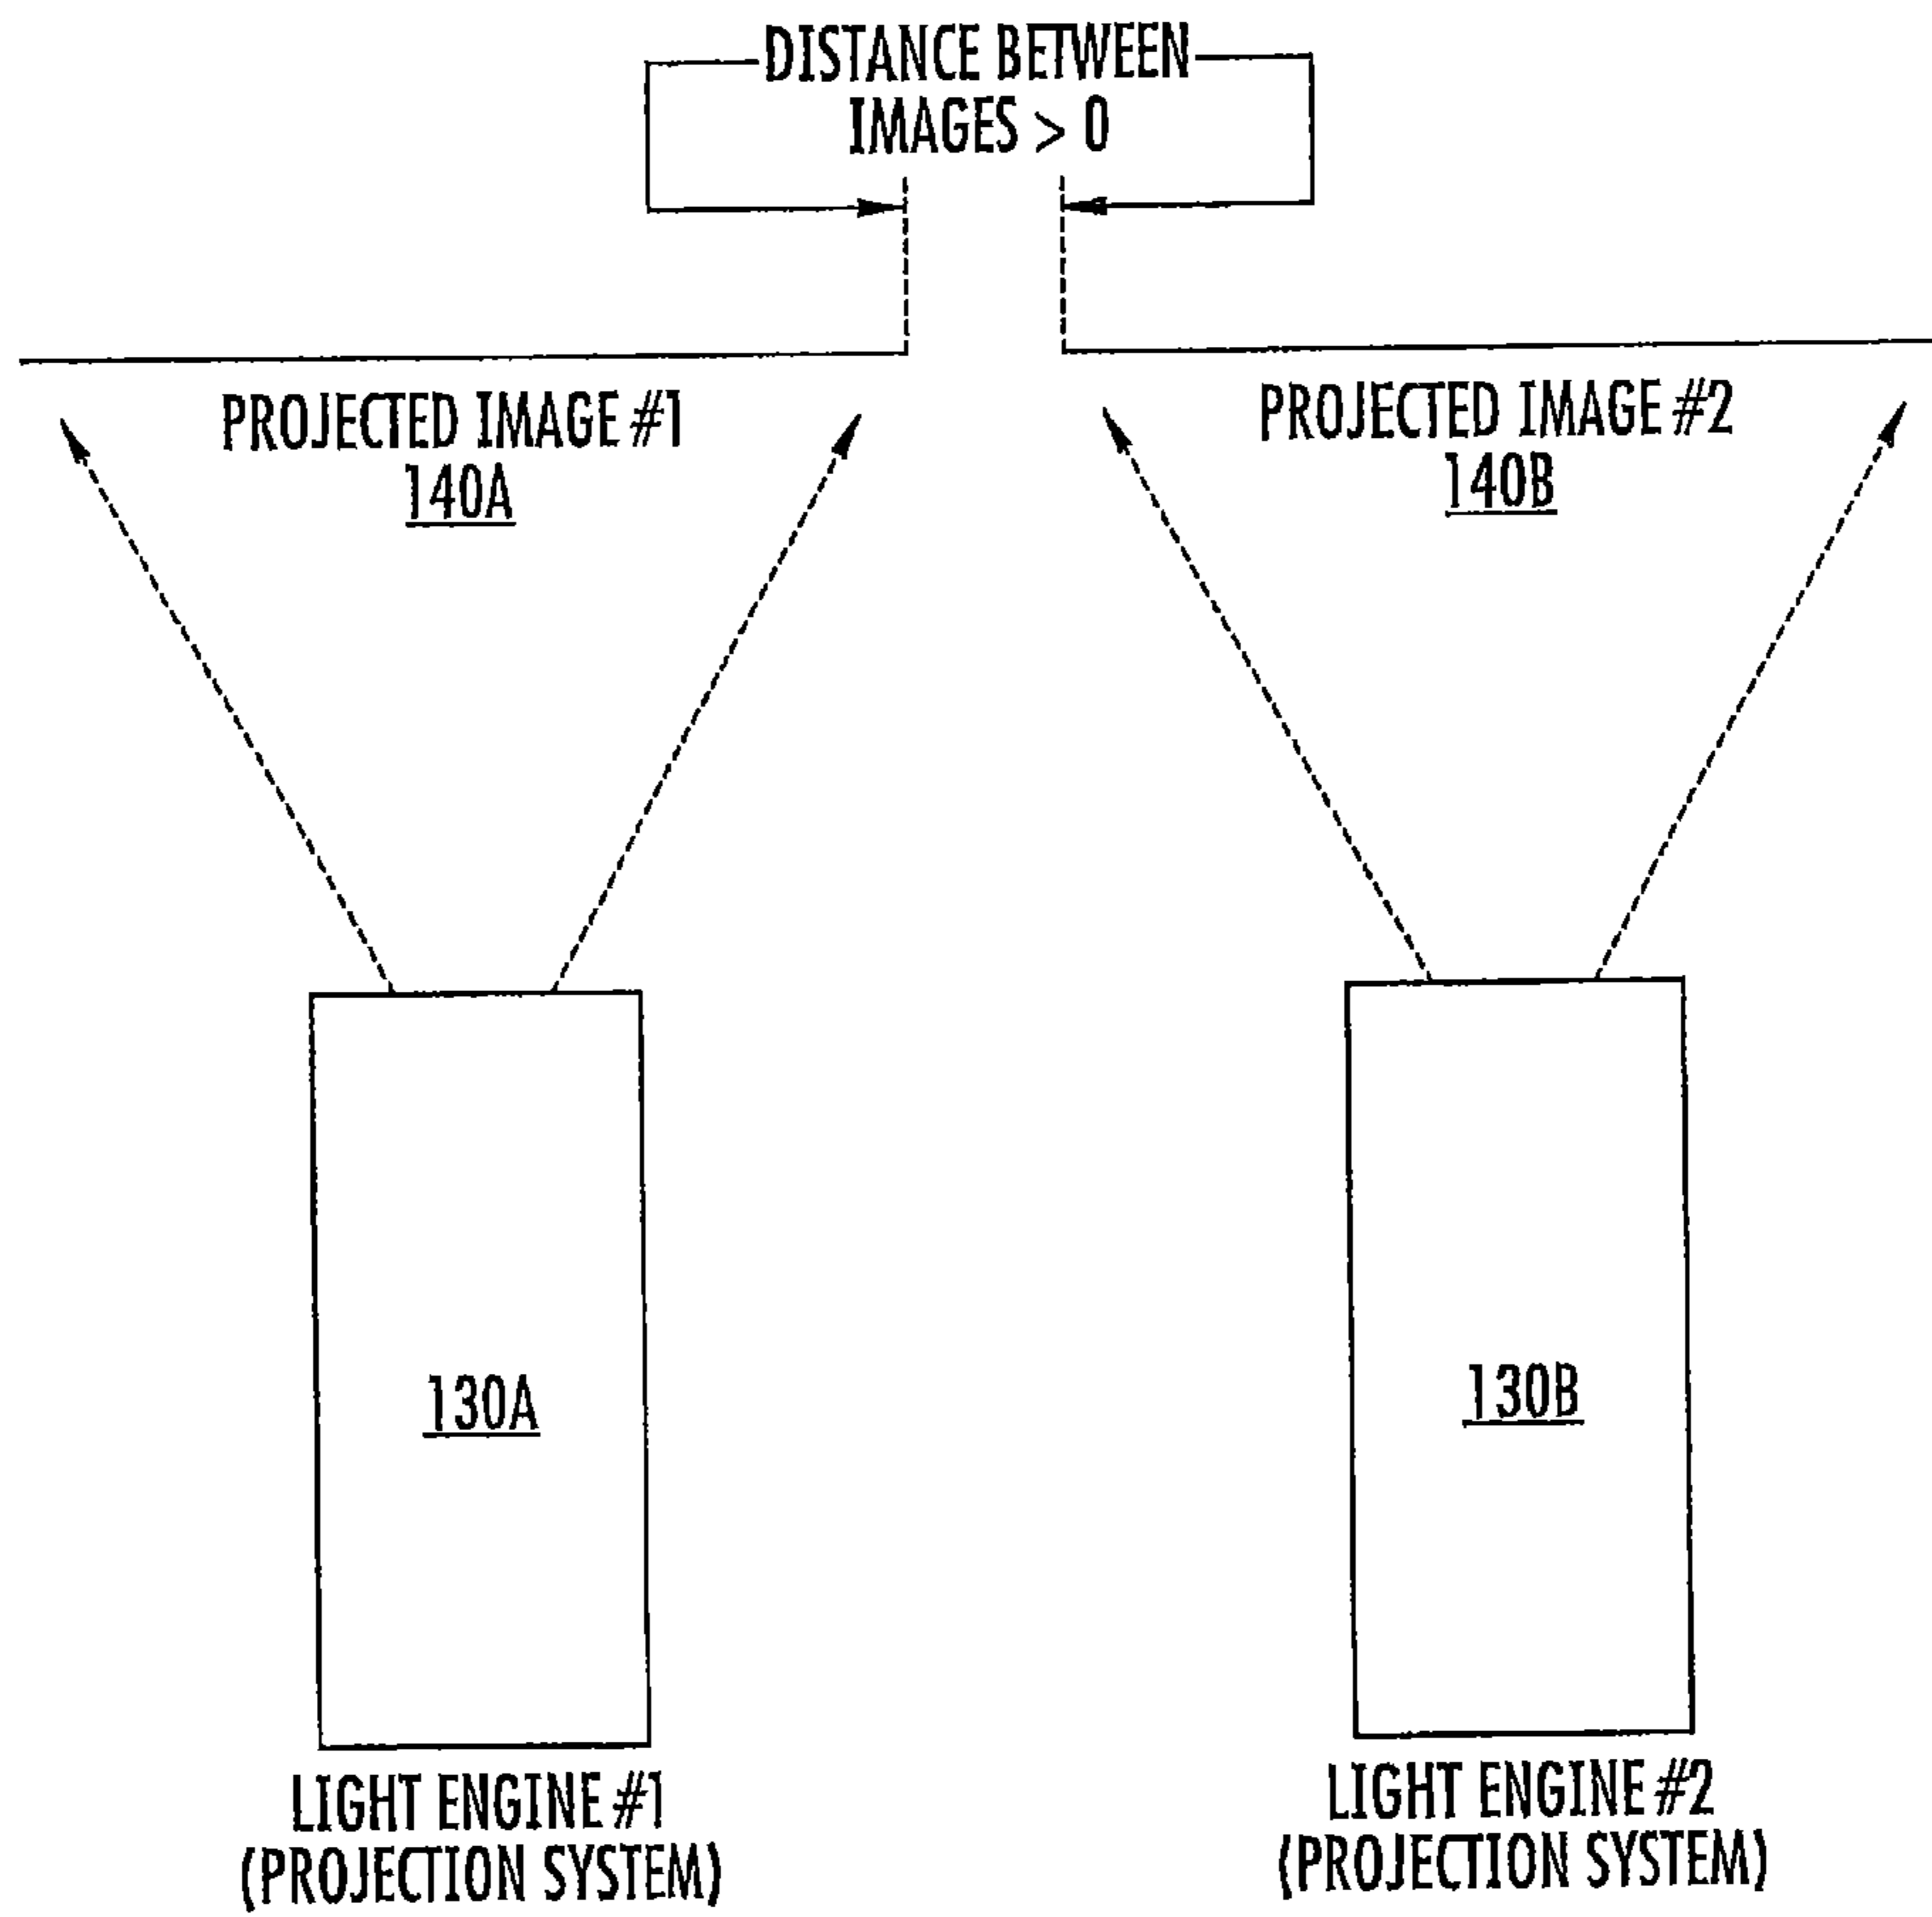 DISTANCE BETWEEN
IMAGES > 0
PROJECTED IMAGE #1
140A
PROJECTED IMAGE #2
140B
130A
130B
LIGHT ENGINE #1
(PROJECTION SYSTEM)
LIGHT ENGINE #2
(PROJECTION SYSTEM)